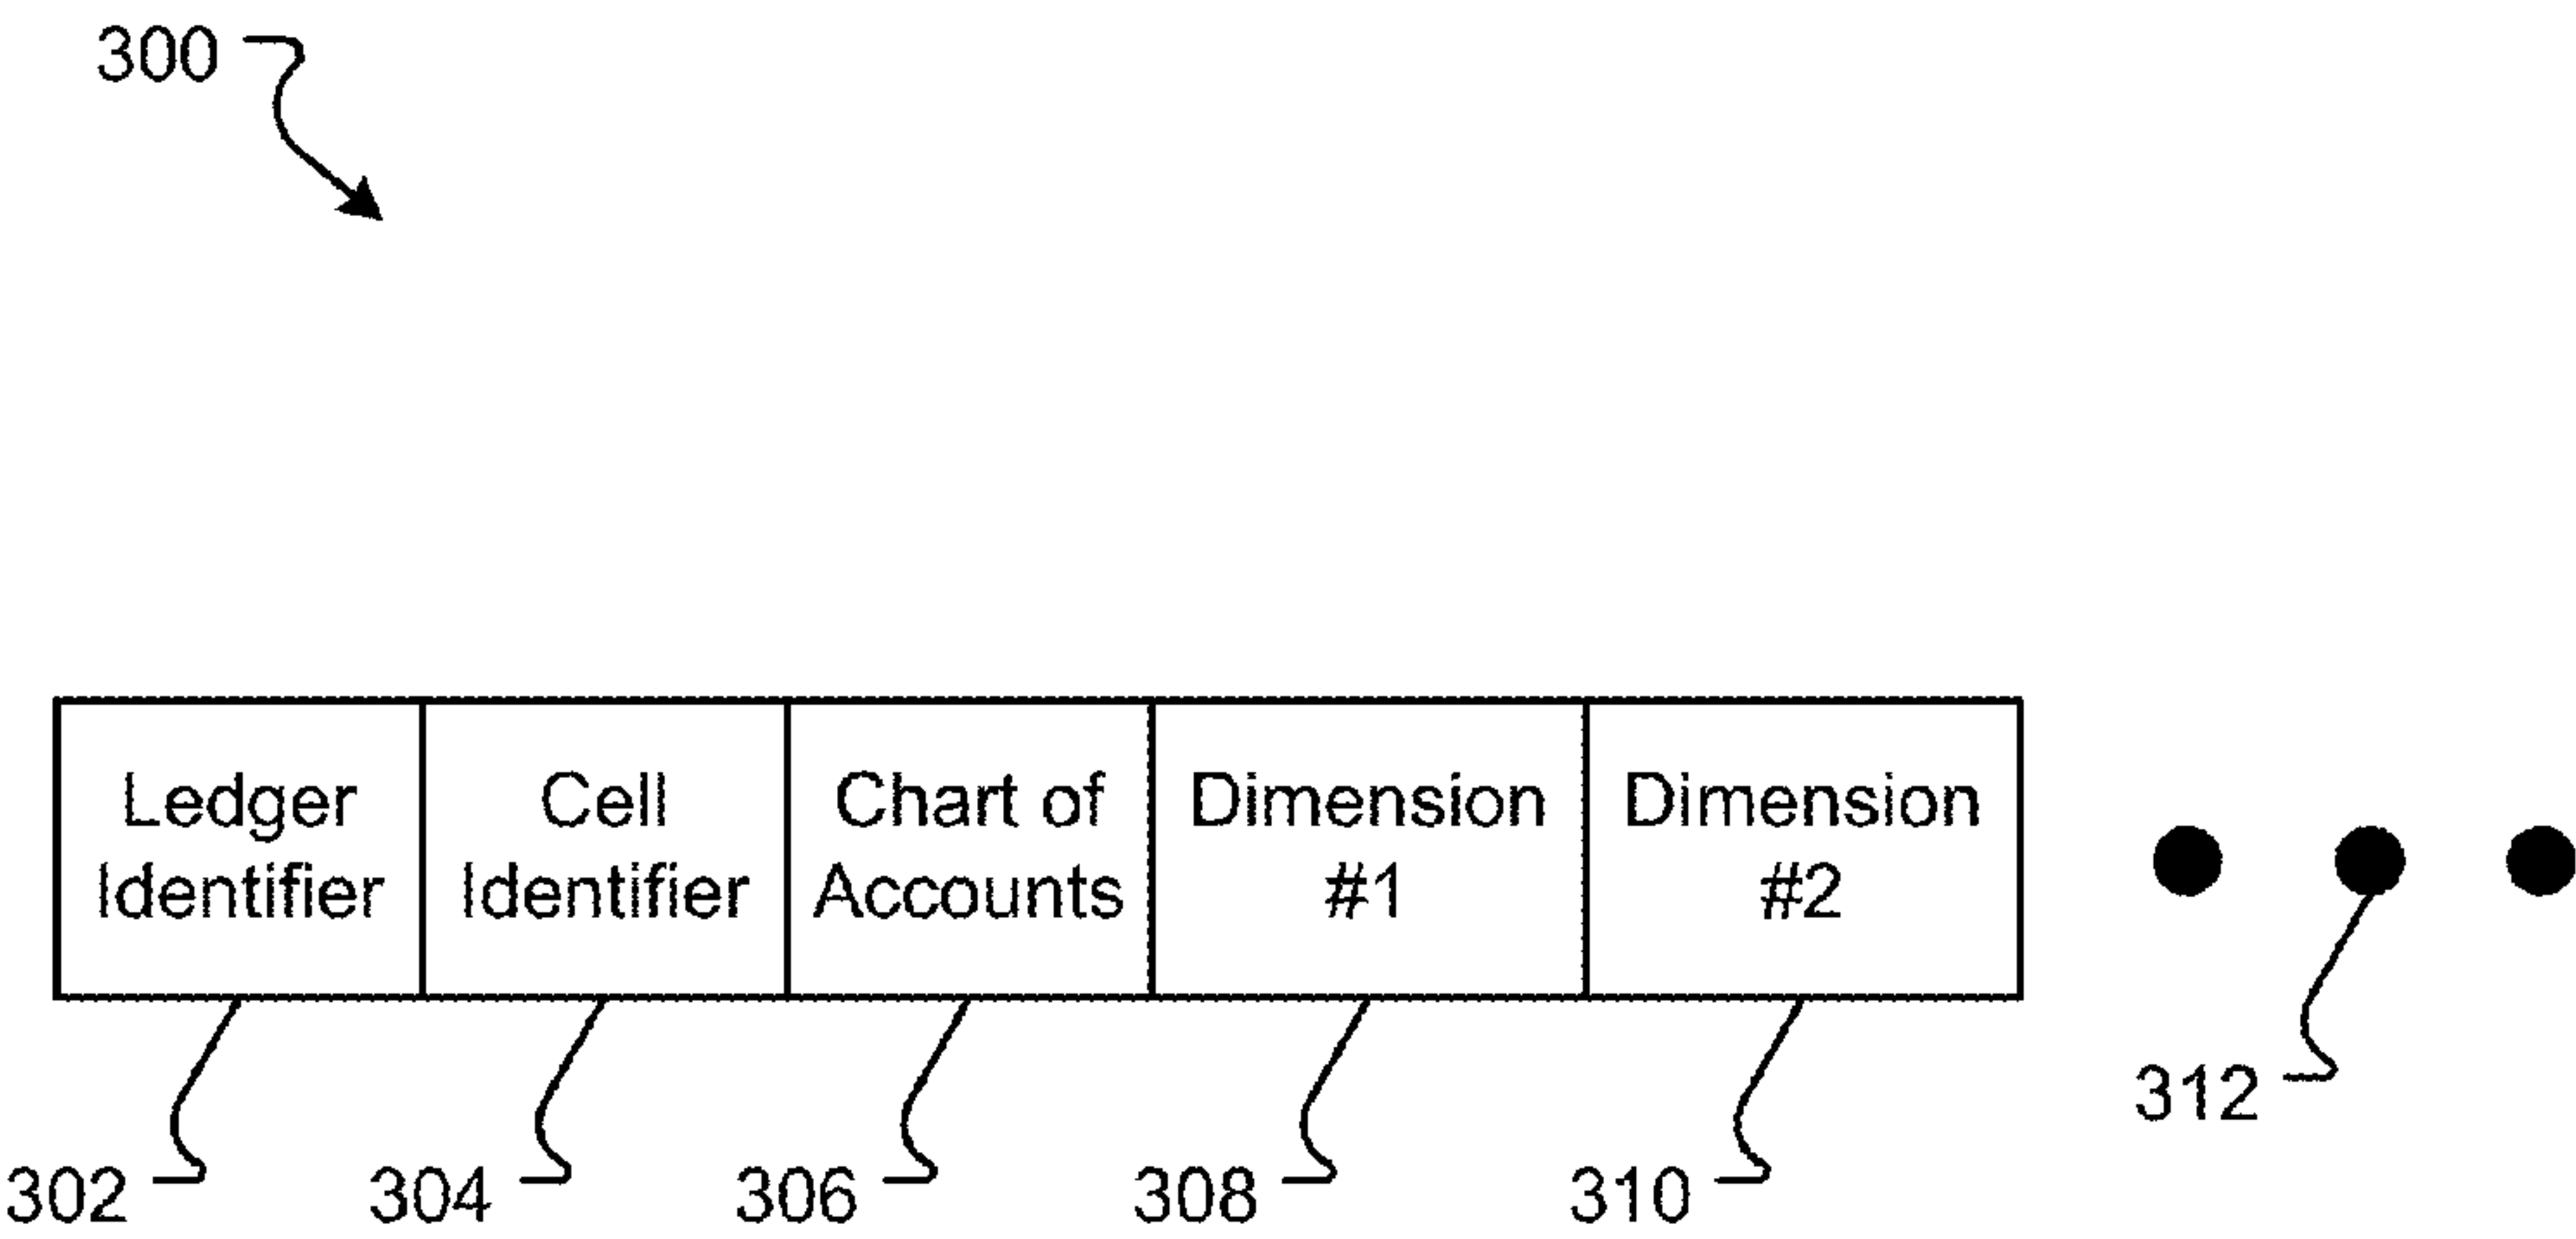 300
Ledger
Identifier
Cell
Identifier
Chart of
Accounts
Dimension
#1
Dimension
#2
312
302
304
306
308
310